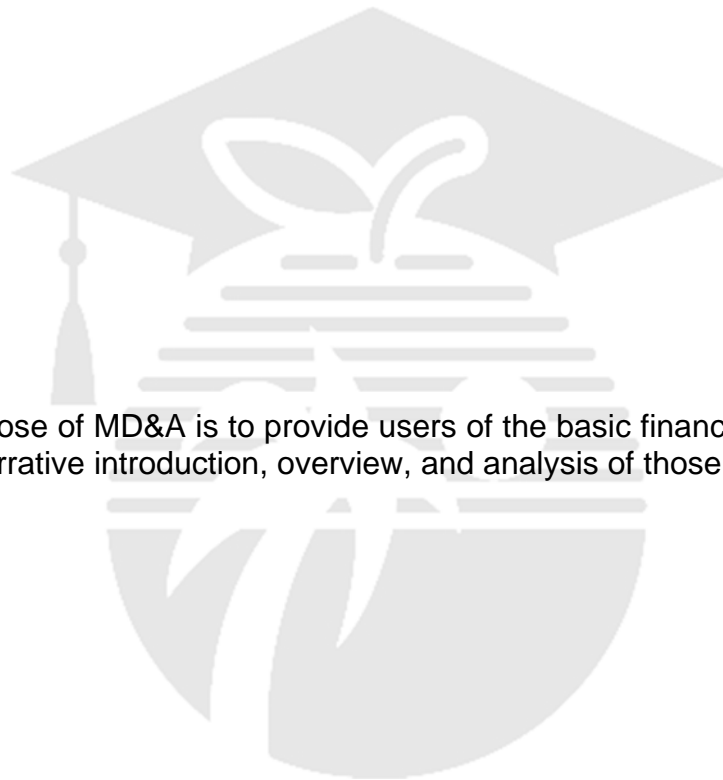 ose of MD&A is to provide users of the basic financ
rrative introduction, overview, and analysis of those